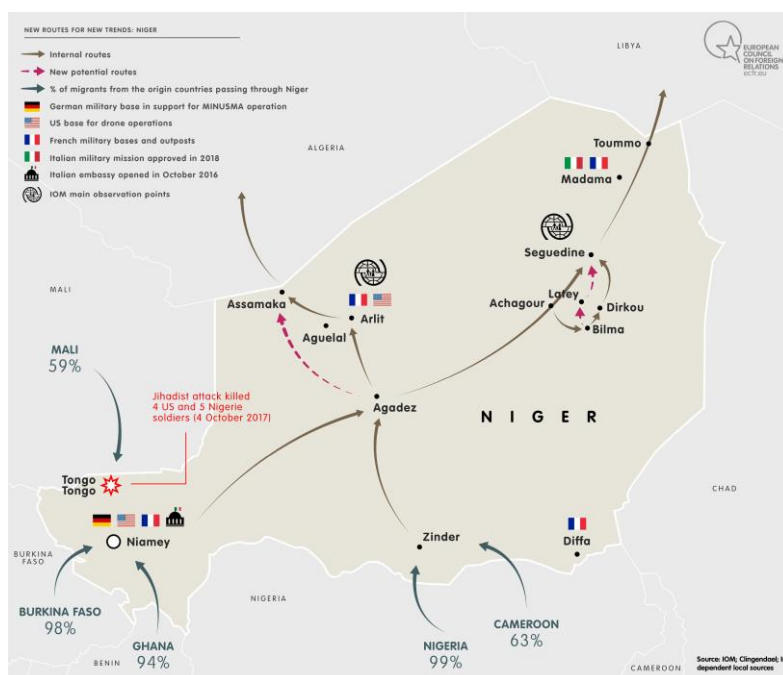 NEW ROUTES FOR NEW TRENDS: NIGER
Internal routes
New potential routes
% of migrants from the origin countries passing through Niger
German military base in support for MINUSMA operation
US base for drone operations
French military bases and outposts
Italian military mission approved in 2018
Italian embassy opened in October 2016
IOM main observation points
EUROPEAN
COUNCIL
ON FOREIGN
RELATIONS
ecfr.eu
LIBYA
ALGERIA
Toummo
Madama
Seguedine
MALI
Assamaka
Arlit
Aguelal
Achagour
Latey
Dirkou
Bilma
MALI
59%
Jihadist attack killed
4 US and 5 Nigerie
soldiers (4 October 2017)
Agadez
NIGER
Tongo
Tongo
CHAD
Niamey
Zinder
Diffa
BURKINA
FASO
NIGERIA
BURKINA FASO
98%
GHANA
94%
BENIN
NIGERIA
99%
CAMEROON
63%
CAMEROON
Source: IOM; Clingendael; I
dependent local sources